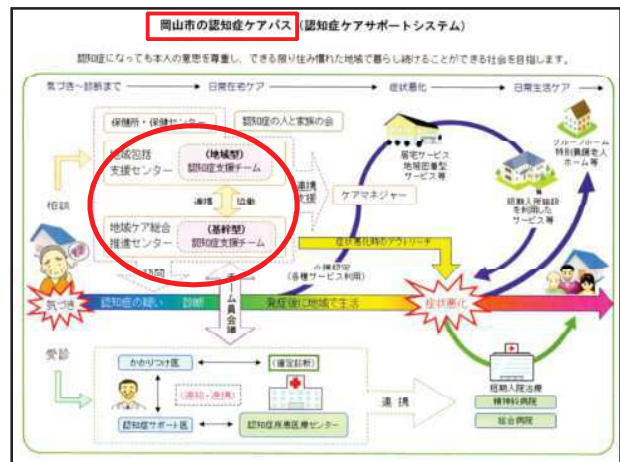 岡山市の認知症ケアパス(認知症ケアサポートシステム)
認知症になっても本人の意思を尊重し、できる限り住み慣れた地域で暮らし続けることができる社会を目指します。
気づき～診断まで
日常在宅ケア
症状悪化
日常生活ケア
保健所・保健センター
認知症の人と家族の会
地域包括
支援センター
(地域型)
認知症支援チーム
連携
協働
地域ケア総合
推進センター
(基幹型)
認知症支援チーム
連携
支援
ケアマネジャー
居宅サービス
地域密着型
サービス等
グループホーム
特別養護老人
ホーム等
短期入所施設
を利用した
サービス等
相談
訪問
症状悪化時のアウトリーチ
(各種サービス利用)
気づき
認知症の疑い
診断
チーム員会議
発症後に地域で生活
症状悪化
受診
かかりつけ医
(確定診断)
(連絡・連携)
認知症サポート医
認知症疾患医療センター
連携
短期入院治療
精神科病院
総合病院